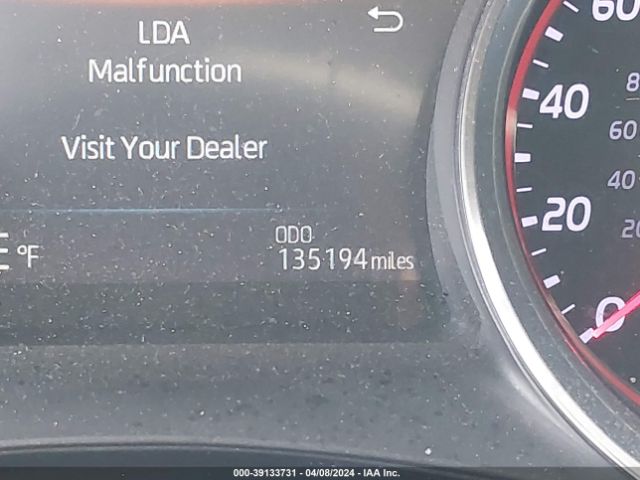 LDA
Malfunction
Visit Your Dealer
°F
ODO
135194 miles
60
40
20
0
8
60
40
20
000-39133731 - 04/08/2024 - IAA Inc.